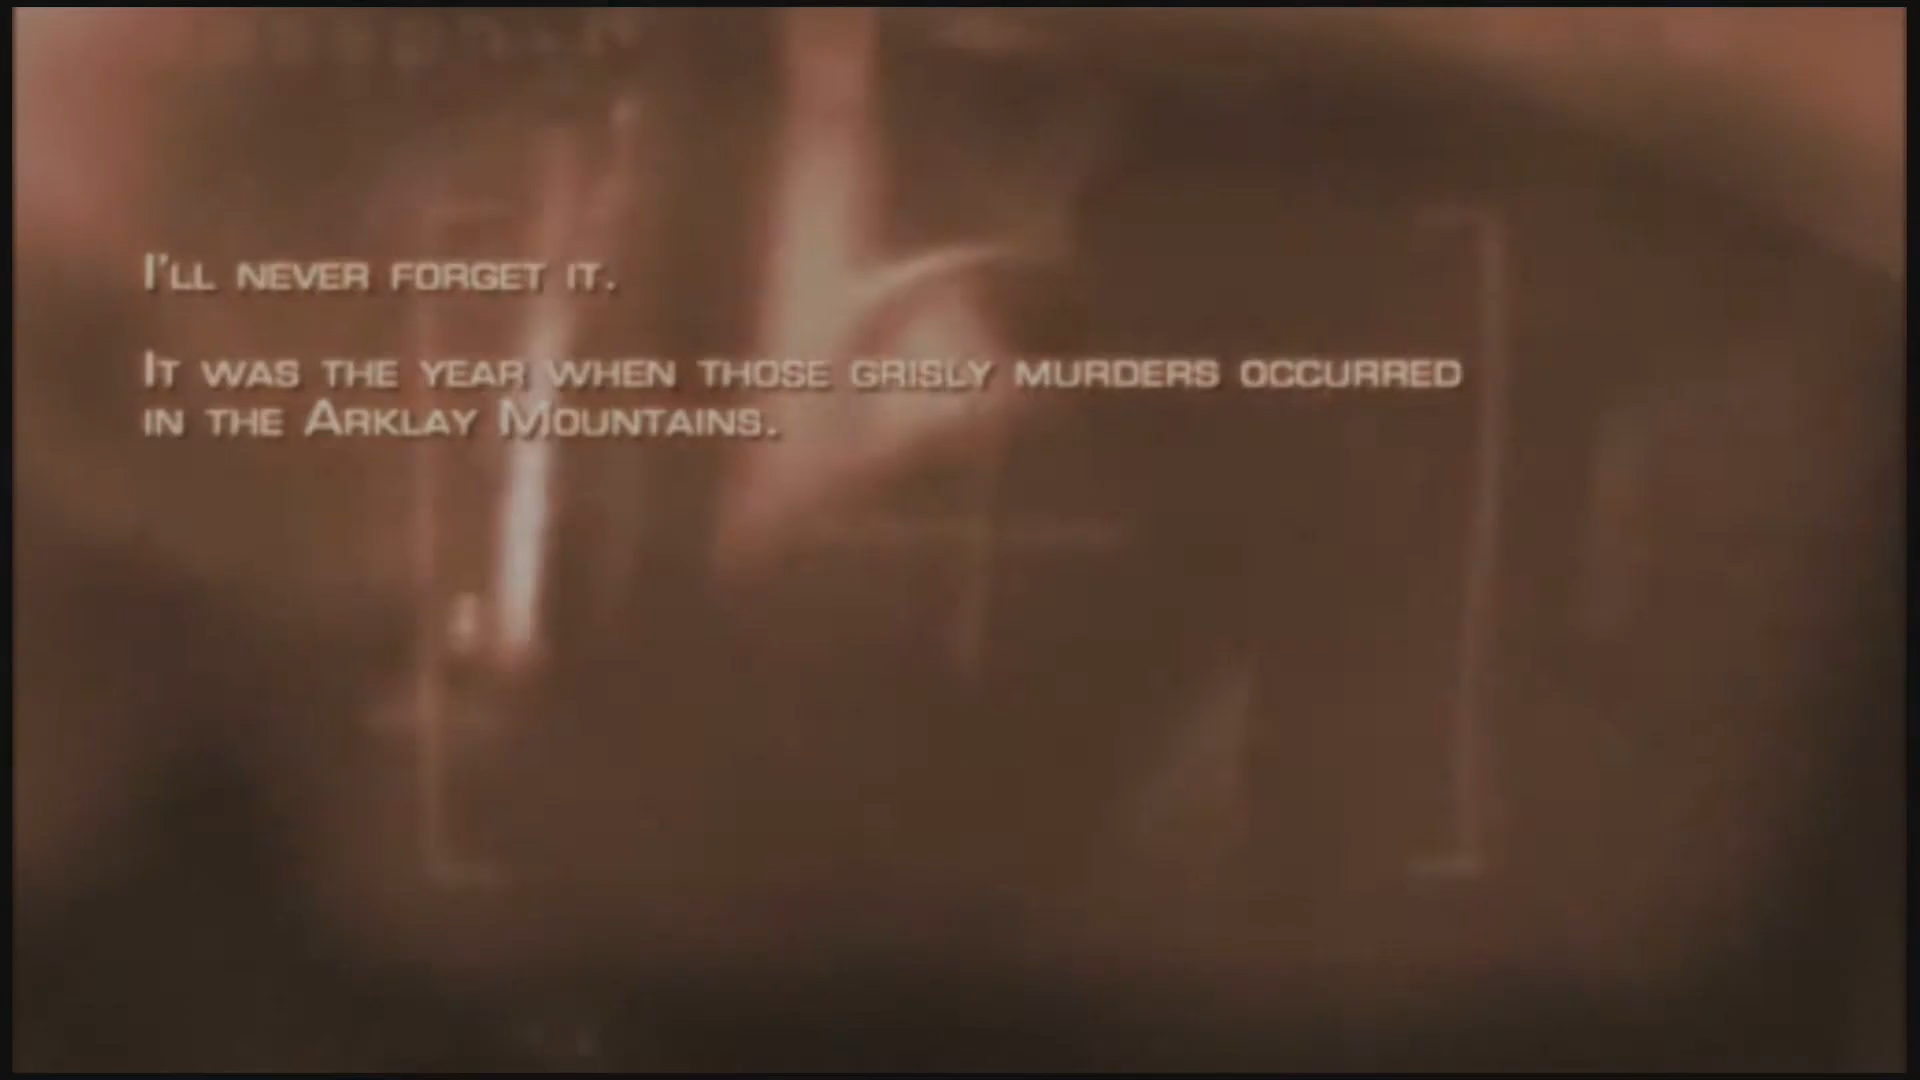 I'LL NEVER FORGET IT.
IT WAS THE YEAR WHEN THOSE GRISLY MURDERS OCCURRED
IN THE ARKLAY MOUNTAINS.